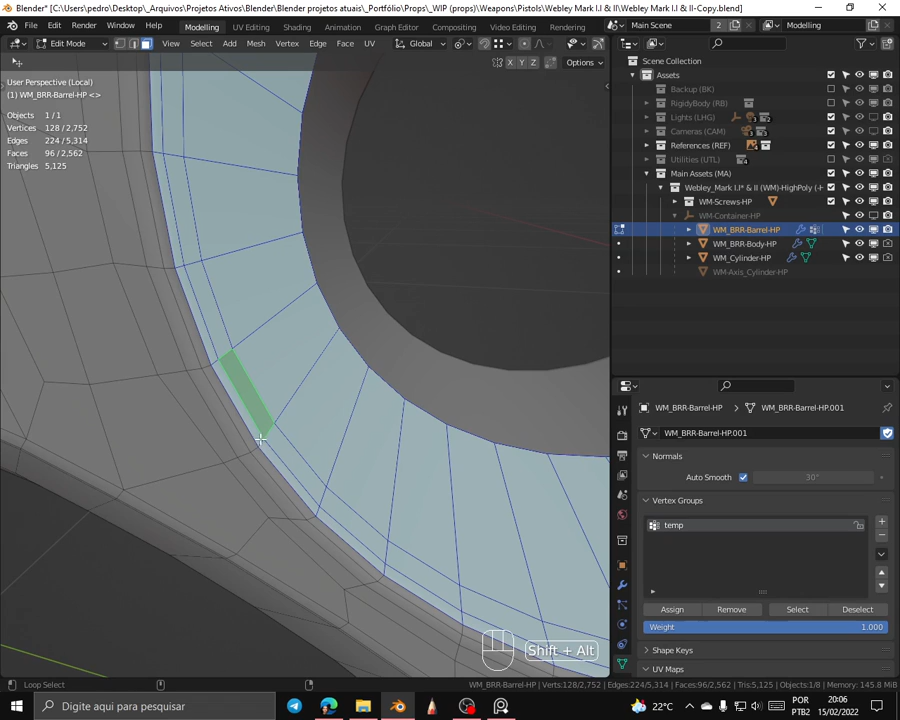 Blender* [C:\Users\pedro\Desktop\_Arquivos\Projetos Ativos\Blender\Blender projetos atuais\_Portfólio\Props\_WIP (props)\Weapons\Pistols\Webley Mark I.I & II\Webley Mark I.I & II-Copy.blend]
File Edit Render Window Help Modelling UV Editing Rigging Texture Paint Shading Animation Geometry Nodes Compositing Video Editing Rendering Main Scene 2 Modelling
Edit Mode View Select Add Mesh Vertex Edge Face UV Global
X Y Z Options
User Perspective (Local)
(1) WM_BRR-Barrel-HP <>
Objects 1 / 1
Vertices 128 / 2,752
Edges 224 / 5,314
Faces 96 / 2,562
Triangles 5,125
Shift + Alt
Scene Collection
Assets
Backup (BK)
RigidyBody (RB)
Lights (LHG)
Cameras (CAM)
References (REF)
Utilities (UTL)
Main Assets (MA)
Webley_Mark I.I* & II (WM)-HighPoly (-H
WM-Screws-HP
WM-Container-HP
WM_BRR-Barrel-HP
WM_BRR-Body-HP
WM_Cylinder-HP
WM-Axis_Cylinder-HP
WM_BRR-Barrel-HP WM_BRR-Barrel-HP.001
WM_BRR-Barrel-HP.001
Normals
Auto Smooth 30°
Vertex Groups
temp
Assign Remove Select Deselect
Weight 1.000
Shape Keys
UV Maps
Loop Select WM_BRR-Barrel-HP | Verts:128/2,752 | Edges:224/5,314 | Faces:96/2,562 | Tris:5,125 | Objects:1/8 | Memory: 145.8 MiB
Digite aqui para pesquisar 22°C POR 20:06
PTB2 15/02/2022